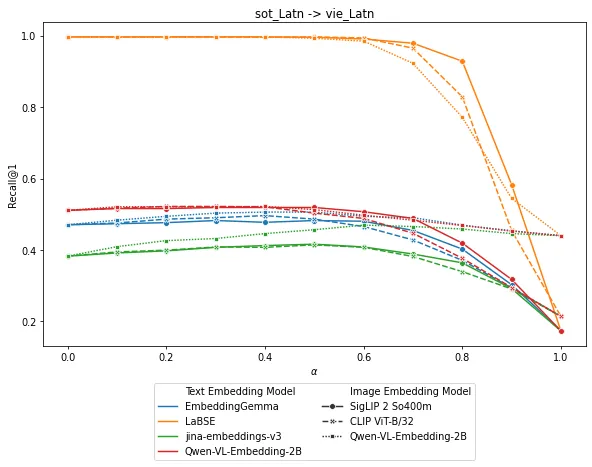 sot_Latn -> vie_Latn
1.0
0.8
0.6
0.4
0.2
Recall@1
0.0 0.2 0.4 0.6 0.8 1.0
α
Text Embedding Model Image Embedding Model
EmbeddingGemma SigLIP 2 So400m
LaBSE CLIP ViT-B/32
jina-embeddings-v3 Qwen-VL-Embedding-2B
Qwen-VL-Embedding-2B